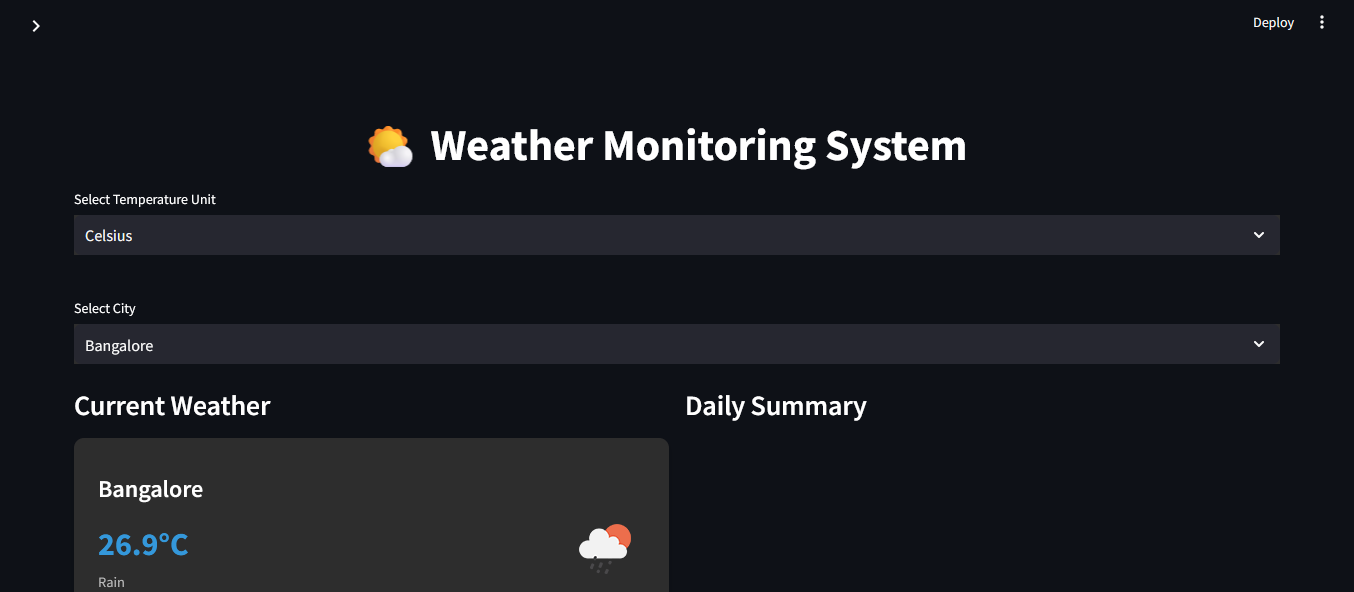 Deploy
Weather Monitoring System
Select Temperature Unit
Celsius
Select City
Bangalore
Current Weather
Daily Summary
Bangalore
26.9°C
Rain